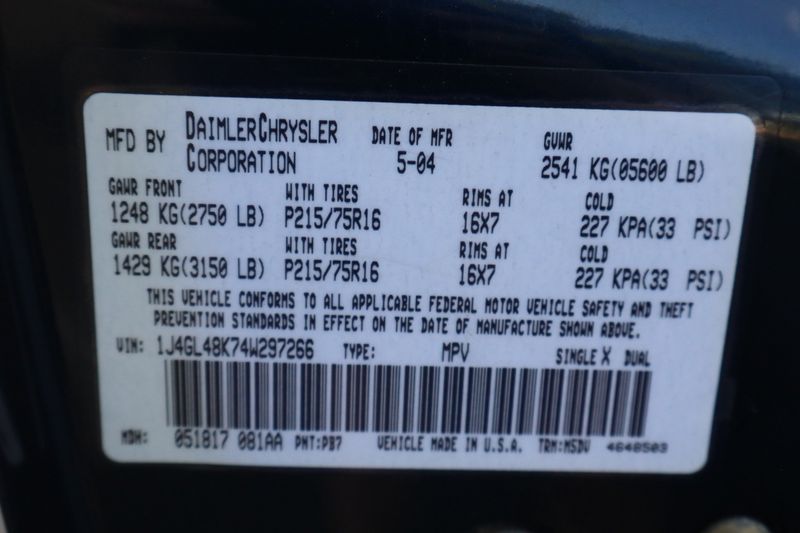 MFD BY DAIMLERCHRYSLER CORPORATION DATE OF MFR 5-04 GVWR 2541 KG(05600 LB)
GAWR FRONT WITH TIRES RIMS AT COLD
1248 KG(2750 LB) P215/75R16 16X7 227 KPA(33 PSI)
GAWR REAR WITH TIRES RIMS AT COLD
1429 KG(3150 LB) P215/75R16 16X7 227 KPA(33 PSI)
THIS VEHICLE CONFORMS TO ALL APPLICABLE FEDERAL MOTOR VEHICLE SAFETY AND THEFT
PREVENTION STANDARDS IN EFFECT ON THE DATE OF MANUFACTURE SHOWN ABOVE.
VIN: 1J4GL48K74W297266 TYPE: MPV SINGLE X DUAL
MDH: 051817 081AA PNT:PB7 VEHICLE MADE IN U.S.A. TRM:MSDV 4648503